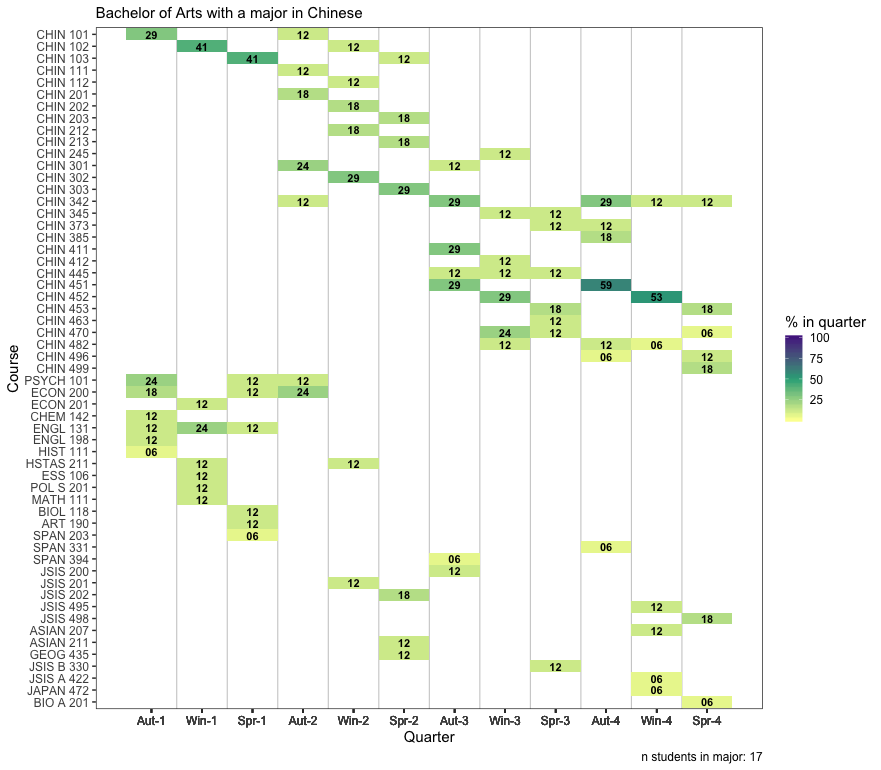 Bachelor of Arts with a major in Chinese
CHIN 101 29 12
CHIN 102 41 12
CHIN 103 41 12
CHIN 111 12
CHIN 112 12
CHIN 201 18
CHIN 202 18
CHIN 203 18
CHIN 212 18
CHIN 213 18
CHIN 245 12
CHIN 301 24 12
CHIN 302 29
CHIN 303 29
CHIN 342 12 29 29 12 12
CHIN 345 12 12
CHIN 373 12 12
CHIN 385 18
CHIN 411 29
CHIN 412 12
CHIN 445 12 12 12
CHIN 451 29 59
CHIN 452 29 53
CHIN 453 18 18
CHIN 463 12
CHIN 470 24 12 06
CHIN 482 12 12 06
CHIN 496 06 12
CHIN 499 18
PSYCH 101 24 12 12
ECON 200 18 12 24
ECON 201 12
CHEM 142 12
ENGL 131 12 24 12
ENGL 198 12
HIST 111 06
HSTAS 211 12 12
ESS 106 12
POL S 201 12
MATH 111 12
BIOL 118 12
ART 190 12
SPAN 203 06
SPAN 331 06
SPAN 394 06
JSIS 200 12
JSIS 201 12
JSIS 202 18
JSIS 495 12
JSIS 498 18
ASIAN 207 12
ASIAN 211 12
GEOG 435 12
JSIS B 330 12
JSIS A 422 06
JAPAN 472 06
BIO A 201 06
Course
Aut-1 Win-1 Spr-1 Aut-2 Win-2 Spr-2 Aut-3 Win-3 Spr-3 Aut-4 Win-4 Spr-4
Quarter
% in quarter
100
75
50
25
n students in major: 17